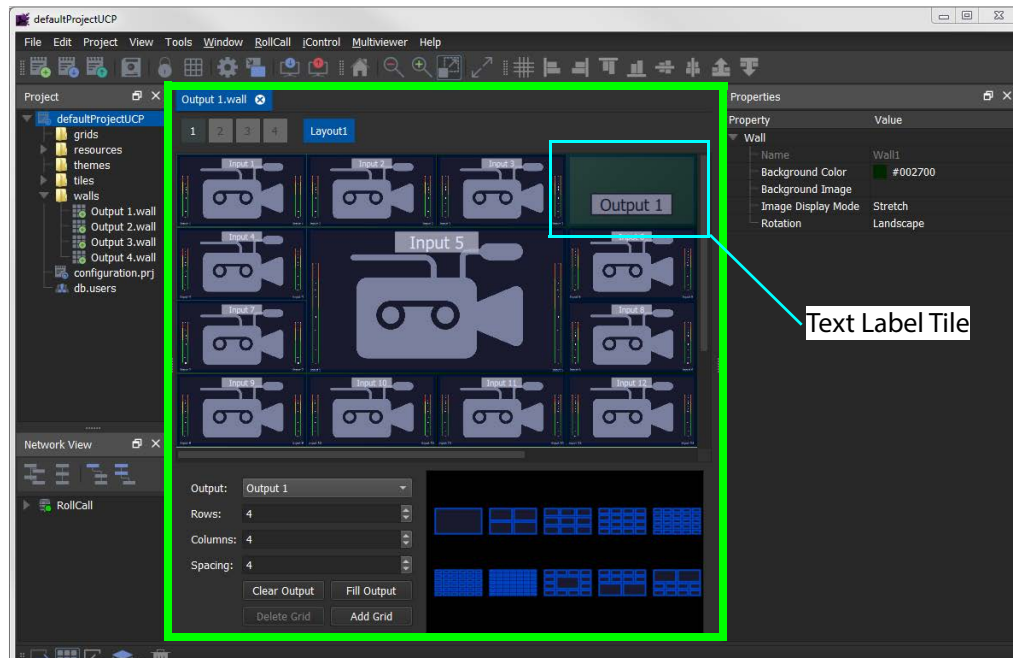 defaultProjectUCP
File Edit Project View Tools Window RollCall iControl Multiviewer Help
Project
defaultProjectUCP
grids
resources
themes
tiles
walls
Output 1.wall
Output 2.wall
Output 3.wall
Output 4.wall
configuration.prj
db.users
Network View
RollCall
Output 1.wall
1 2 3 4 Layout1
Input 1 Input 2 Input 3 Output 1
Input 4 Input 5
Input 7 Input 8
Input 9 Input 10 Input 11 Input 12
Output: Output 1
Rows: 4
Columns: 4
Spacing: 4
Clear Output Fill Output
Delete Grid Add Grid
Properties
Property Value
Wall
Name Wall1
Background Color #002700
Background Image
Image Display Mode Stretch
Rotation Landscape
Text Label Tile